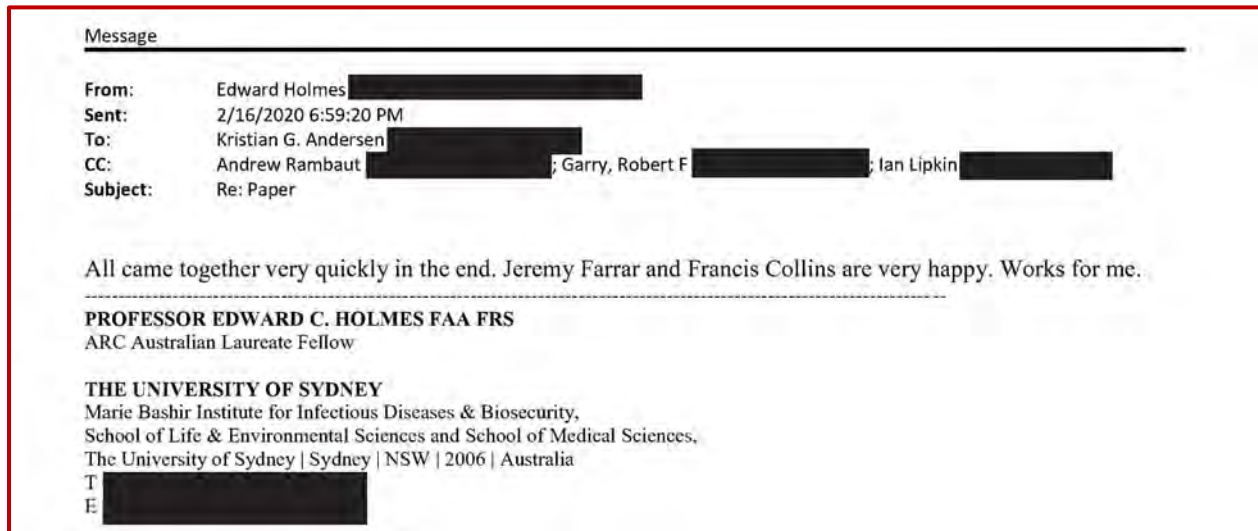 Message
From: Edward Holmes
Sent: 2/16/2020 6:59:20 PM
To: Kristian G. Andersen
CC: Andrew Rambaut ; Garry, Robert F ; Ian Lipkin
Subject: Re: Paper
All came together very quickly in the end. Jeremy Farrar and Francis Collins are very happy. Works for me.
PROFESSOR EDWARD C. HOLMES FAA FRS
ARC Australian Laureate Fellow
THE UNIVERSITY OF SYDNEY
Marie Bashir Institute for Infectious Diseases & Biosecurity,
School of Life & Environmental Sciences and School of Medical Sciences,
The University of Sydney | Sydney | NSW | 2006 | Australia
T
E